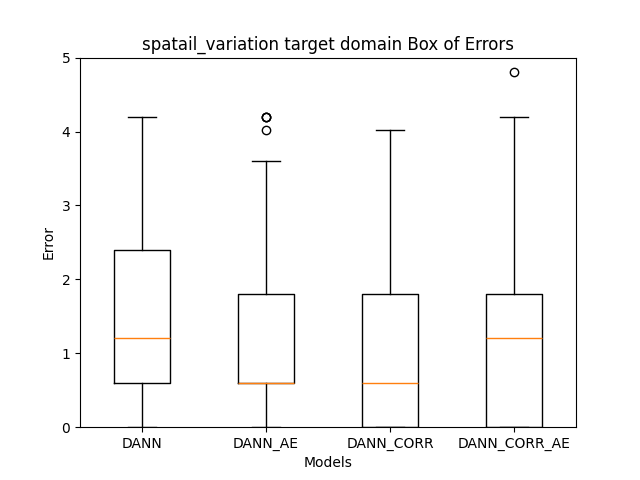 spatail_variation target domain Box of Errors
5
4
3
2
1
0
Error
DANN
DANN_AE
DANN_CORR
DANN_CORR_AE
Models